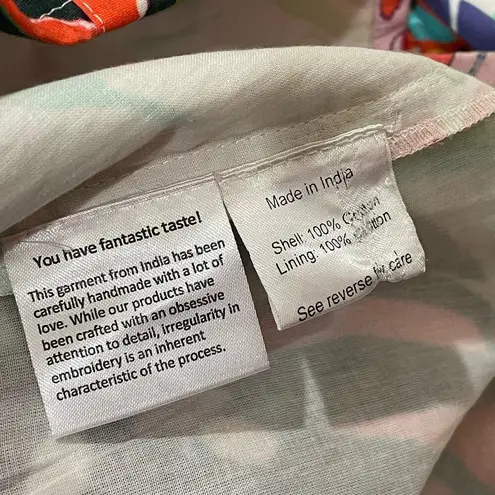 You have fantastic taste!
This garment from India has been
carefully handmade with a lot of
love. While our products have
been crafted with an obsessive
attention to detail, irregularity in
embroidery is an inherent
characteristic of the process.
Made in India
Shell: 100% Cotton
Lining: 100% Cotton
See reverse for care